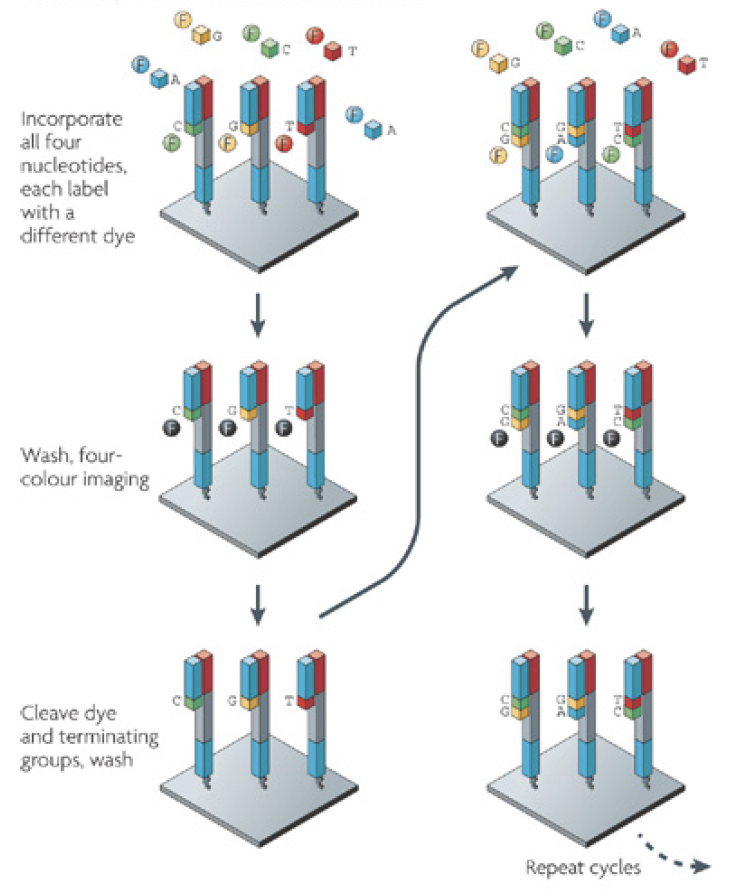 F G F C F T F G F C F A F T
F A
F A
C F G F T F
C G F G A F T C F
Incorporate
all four
nucleotides,
each label
with a
different dye
C F G F T F
C G F G A F T C F
Wash, four-
colour imaging
C G T
C G G A T C
Cleave dye
and terminating
groups, wash
Repeat cycles